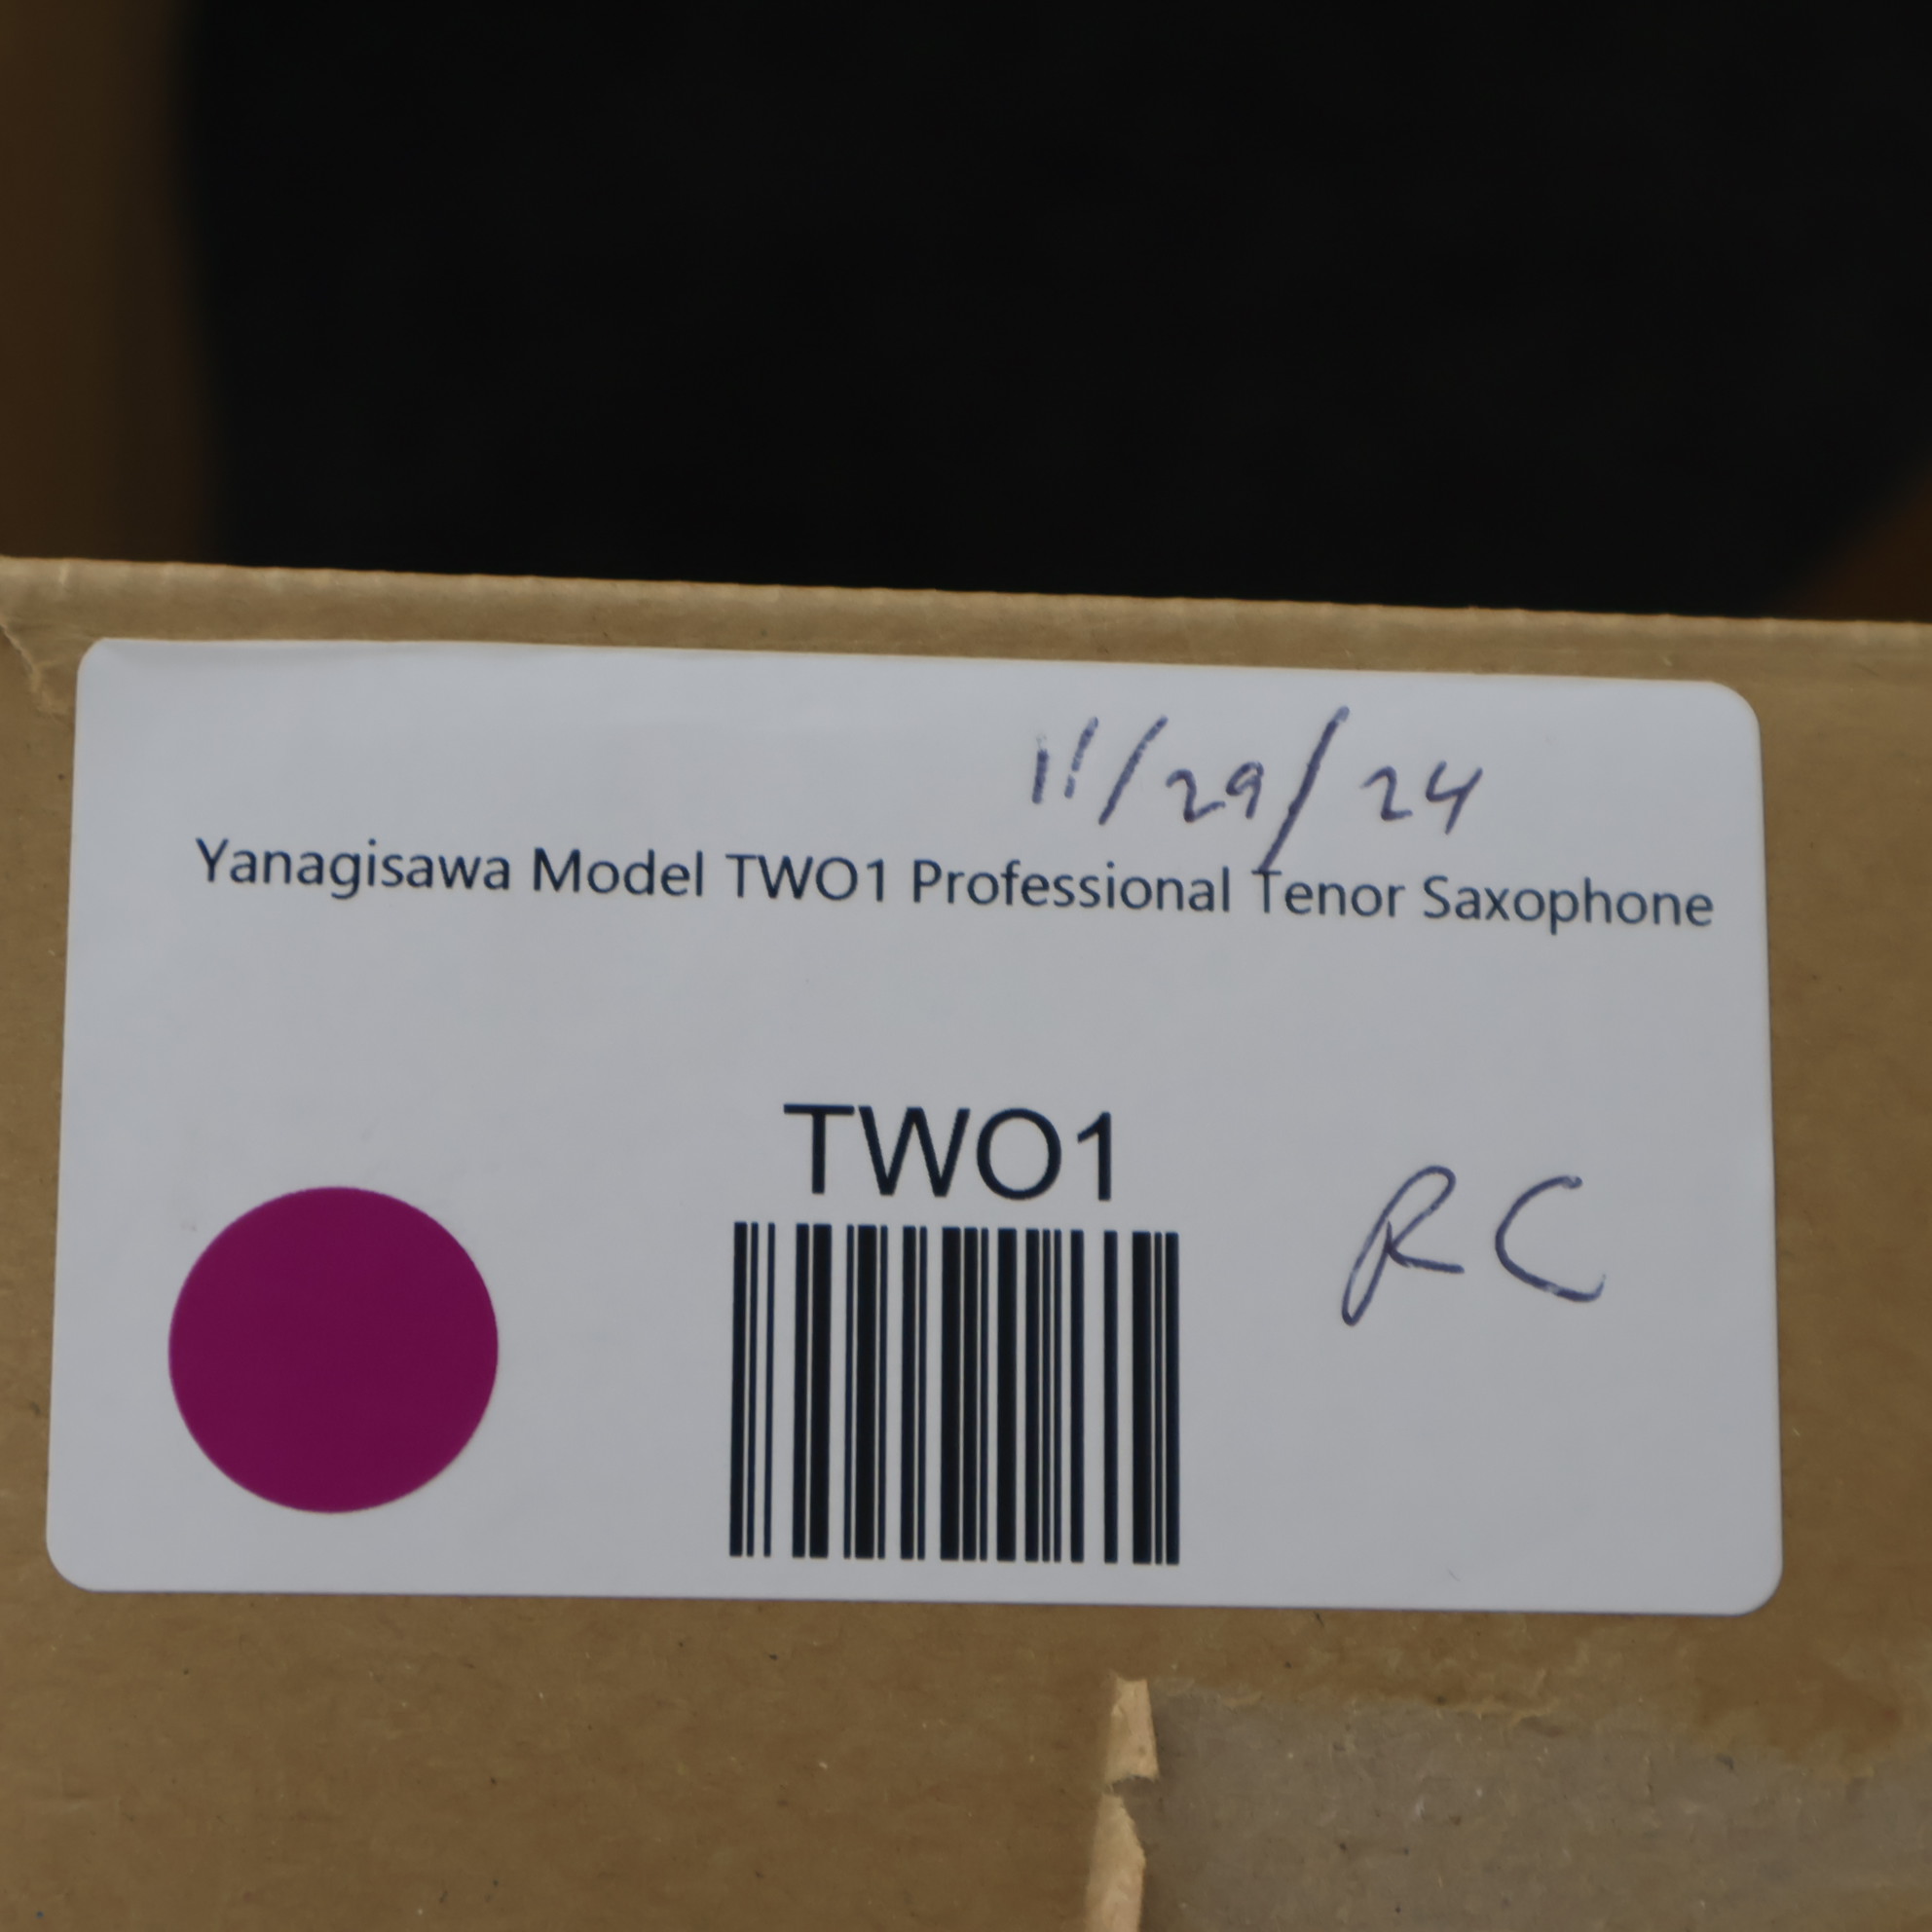 11/29/24
Yanagisawa Model TWO1 Professional Tenor Saxophone
TWO1
RC